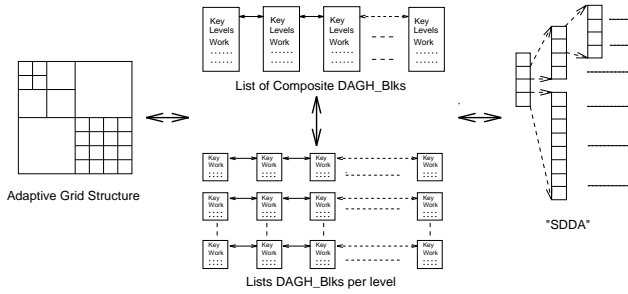 Key
Levels
Work
......
Key
Levels
Work
......
Key
Levels
Work
......
Key
Levels
Work
......
List of Composite DAGH_Blks
Adaptive Grid Structure
Key
Work
::::
Key
Work
::::
Key
Work
::::
Key
Work
::::
Key
Work
::::
Key
Work
::::
Key
Work
::::
Key
Work
::::
Key
Work
::::
Key
Work
::::
Key
Work
::::
Key
Work
::::
Lists DAGH_Blks per level
"SDDA"